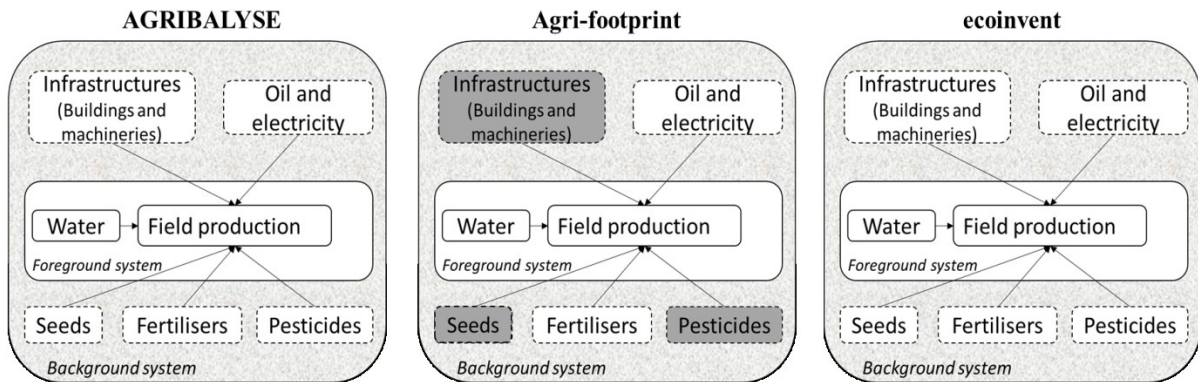 AGRIBALYSE
Infrastructures
(Buildings and
machineries)
Oil and
electricity
Water
Field production
Foreground system
Seeds
Fertilisers
Pesticides
Background system
Agri-footprint
Infrastructures
(Buildings and
machineries)
Oil and
electricity
Water
Field production
Foreground system
Seeds
Fertilisers
Pesticides
Background system
ecoinvent
Infrastructures
(Buildings and
machineries)
Oil and
electricity
Water
Field production
Foreground system
Seeds
Fertilisers
Pesticides
Background system